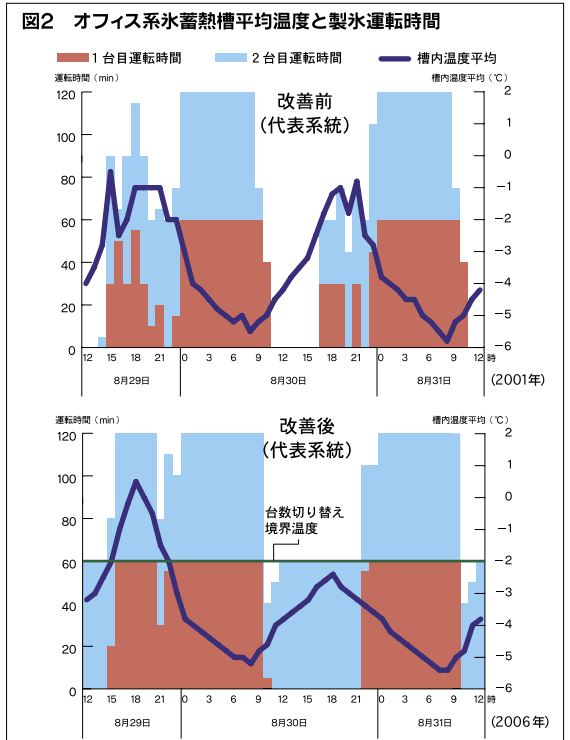 図2 オフィス系氷蓄熱槽平均温度と製氷運転時間
1台目運転時間 2台目運転時間 槽内温度平均
運転時間(min) 槽内温度平均(℃)
改善前
(代表系統)
120
100
80
60
40
20
0
2
1
0
−1
−2
−3
−4
−5
−6
12 15 18 21 0 3 6 9 12 15 18 21 0 3 6 9 12 時
8月29日 8月30日 8月31日 (2001年)
運転時間(min) 槽内温度平均(℃)
改善後
(代表系統)
台数切り替え
境界温度
120
100
80
60
40
20
0
2
1
0
−1
−2
−3
−4
−5
−6
12 15 18 21 0 3 6 9 12 15 18 21 0 3 6 9 12 時
8月29日 8月30日 8月31日 (2006年)